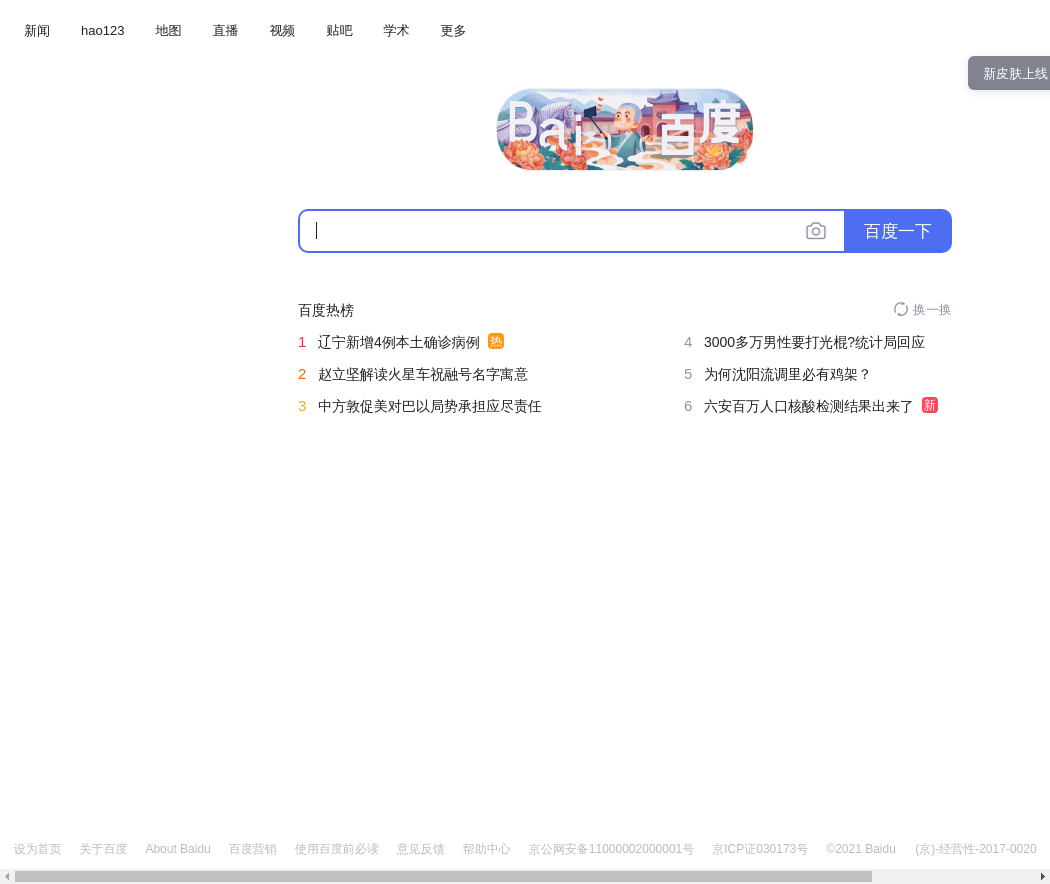 新闻 hao123 地图 直播 视频 贴吧 学术 更多
新皮肤上线
Bai 百度
百度一下
百度热榜 换一换
1 辽宁新增4例本土确诊病例 热
2 赵立坚解读火星车祝融号名字寓意
3 中方敦促美对巴以局势承担应尽责任
4 3000多万男性要打光棍?统计局回应
5 为何沈阳流调里必有鸡架？
6 六安百万人口核酸检测结果出来了 新
设为首页 关于百度 About Baidu 百度营销 使用百度前必读 意见反馈 帮助中心 京公网安备11000002000001号 京ICP证030173号 ©2021 Baidu (京)-经营性-2017-0020